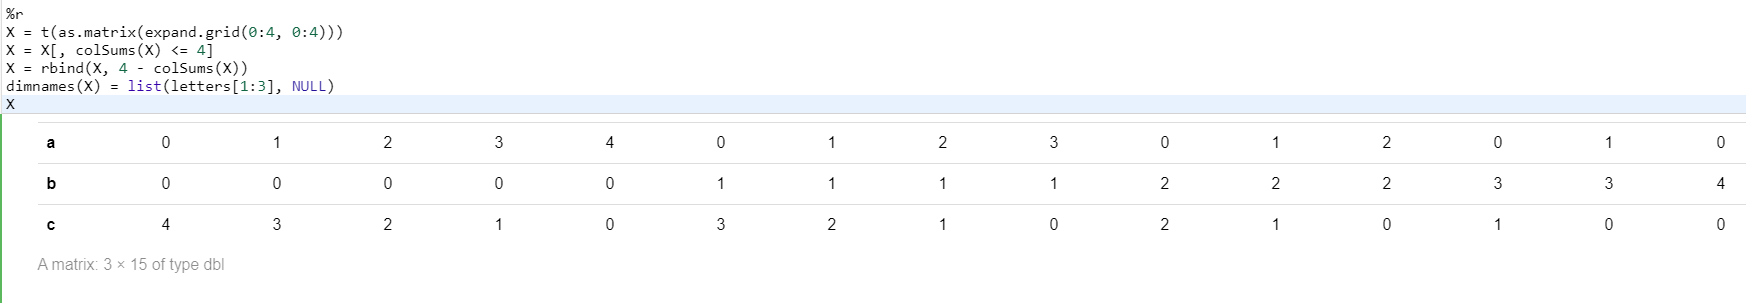 %r
X = t(as.matrix(expand.grid(0:4, 0:4)))
X = X[, colSums(X) <= 4]
X = rbind(X, 4 - colSums(X))
dimnames(X) = list(letters[1:3], NULL)
X
a 0 1 2 3 4 0 1 2 3 0 1 2 0 1 0
b 0 0 0 0 0 1 1 1 1 2 2 2 3 3 4
c 4 3 2 1 0 3 2 1 0 2 1 0 1 0 0
A matrix: 3 × 15 of type dbl